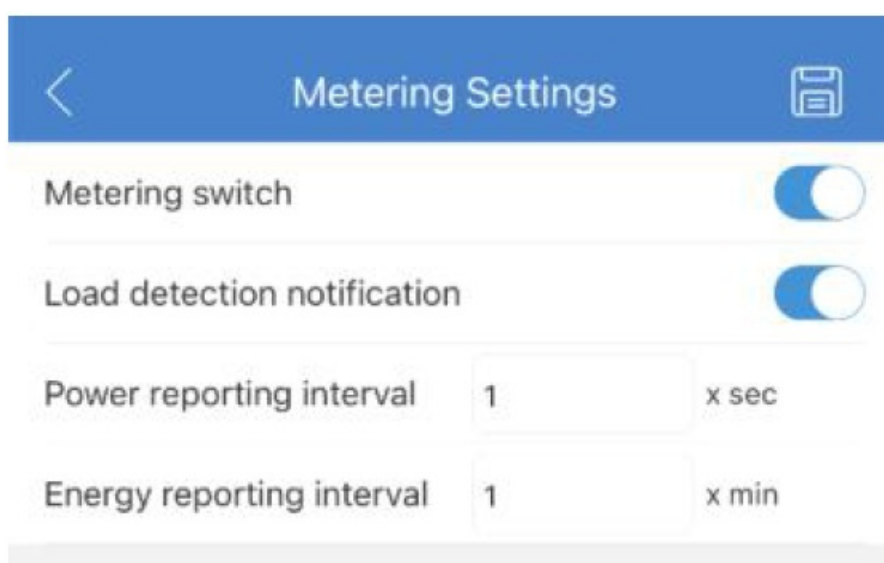 Metering Settings
Metering switch
Load detection notification
Power reporting interval 1 x sec
Energy reporting interval 1 x min